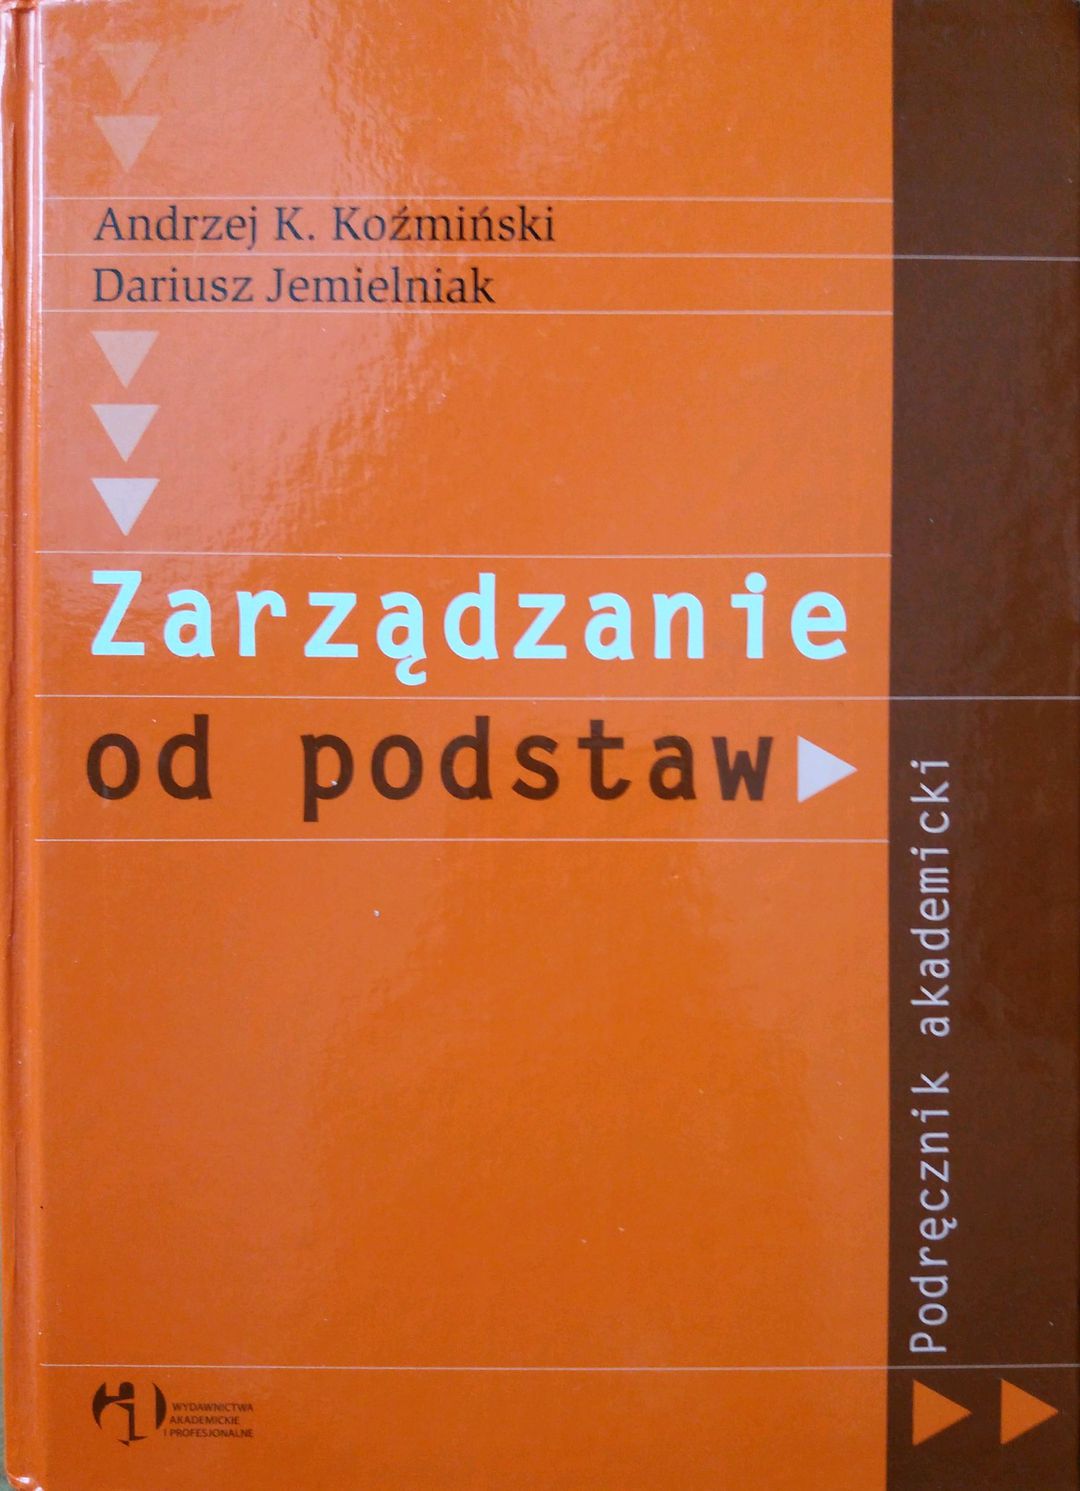 Andrzej K. Koźmiński
Dariusz Jemielniak
Zarządzanie
od podstaw
Podręcznik akademicki
WYDAWNICTWA
AKADEMICKIE
I PROFESJONALNE